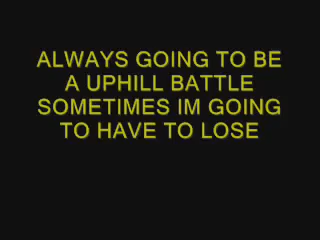 ALWAYS GOING TO BE
A UPHILL BATTLE
SOMETIMES IM GOING
TO HAVE TO LOSE